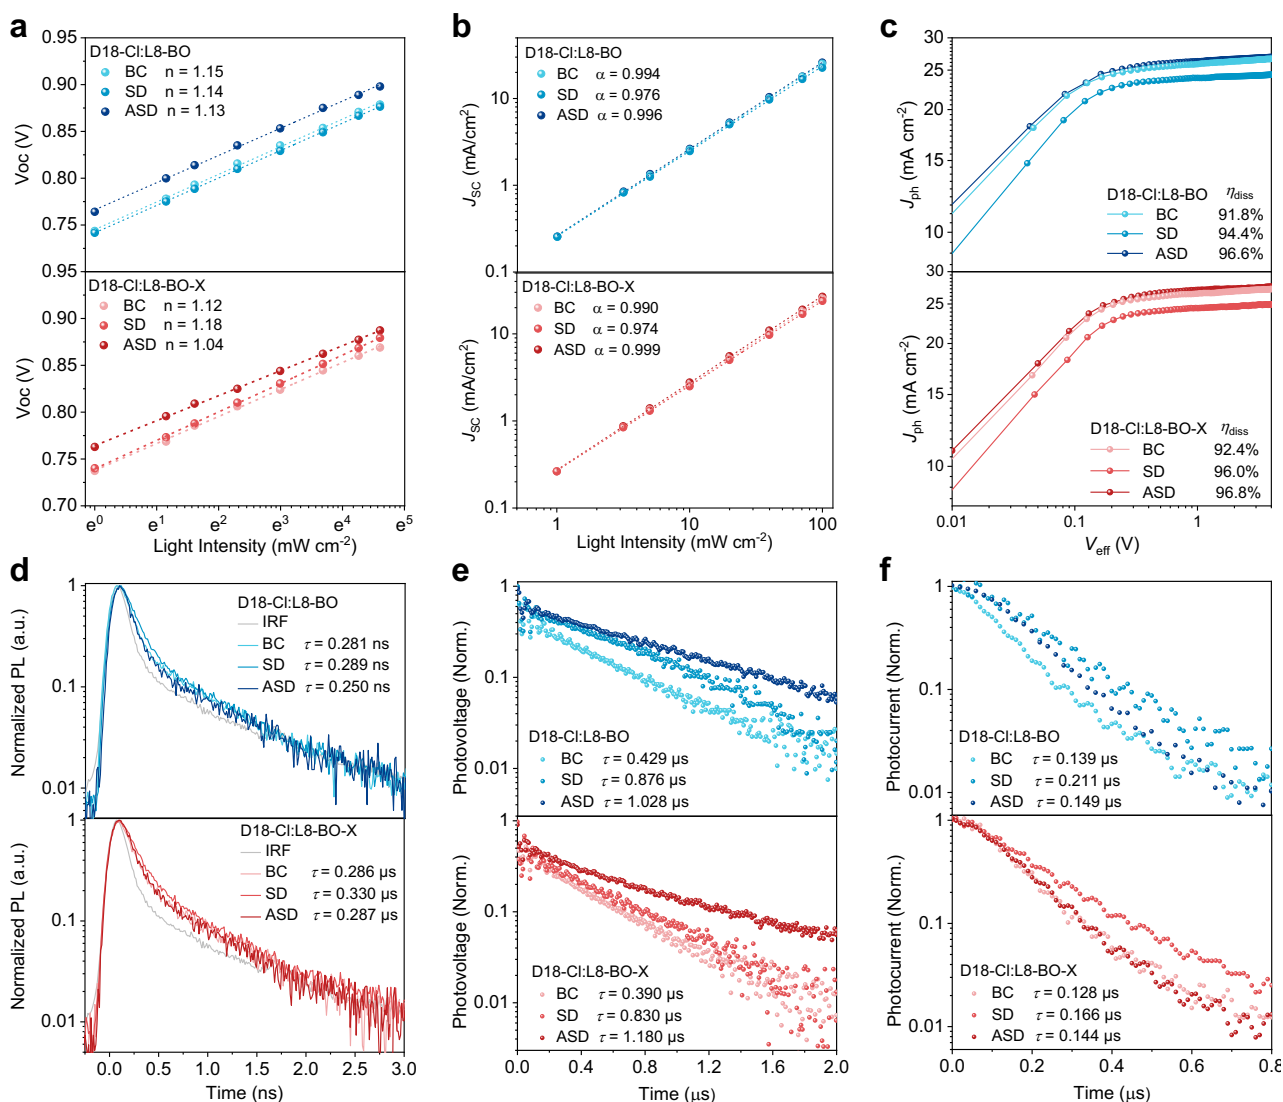 a
0.95
0.90
0.85
0.80
0.75
0.95
0.90
0.85
0.80
0.75
0.70
Voc (V)
Voc (V)
D18-Cl:L8-BO
BC n = 1.15
SD n = 1.14
ASD n = 1.13
D18-Cl:L8-BO-X
BC n = 1.12
SD n = 1.18
ASD n = 1.04
e⁰ e¹ e² e³ e⁴ e⁵
Light Intensity (mW cm⁻²)
b
10
1
0.1
10
1
0.1
J_SC (mA/cm²)
J_SC (mA/cm²)
D18-Cl:L8-BO
BC α = 0.994
SD α = 0.976
ASD α = 0.996
D18-Cl:L8-BO-X
BC α = 0.990
SD α = 0.974
ASD α = 0.999
1 10 100
Light Intensity (mW cm⁻²)
c
30
25
20
15
10
30
25
20
15
10
J_ph (mA cm⁻²)
J_ph (mA cm⁻²)
D18-Cl:L8-BO η_diss
BC 91.8%
SD 94.4%
ASD 96.6%
D18-Cl:L8-BO-X η_diss
BC 92.4%
SD 96.0%
ASD 96.8%
0.01 0.1 1
V_eff (V)
d
1
0.1
0.01
1
0.1
0.01
Normalized PL (a.u.)
Normalized PL (a.u.)
D18-Cl:L8-BO
IRF
BC τ = 0.281 ns
SD τ = 0.289 ns
ASD τ = 0.250 ns
D18-Cl:L8-BO-X
IRF
BC τ = 0.286 µs
SD τ = 0.330 µs
ASD τ = 0.287 µs
0.0 0.5 1.0 1.5 2.0 2.5 3.0
Time (ns)
e
1
0.1
0.01
1
0.1
0.01
Photovoltage (Norm.)
Photovoltage (Norm.)
D18-Cl:L8-BO
BC τ = 0.429 µs
SD τ = 0.876 µs
ASD τ = 1.028 µs
D18-Cl:L8-BO-X
BC τ = 0.390 µs
SD τ = 0.830 µs
ASD τ = 1.180 µs
0.0 0.4 0.8 1.2 1.6 2.0
Time (µs)
f
1
0.1
0.01
1
0.1
0.01
Photocurrent (Norm.)
Photocurrent (Norm.)
D18-Cl:L8-BO
BC τ = 0.139 µs
SD τ = 0.211 µs
ASD τ = 0.149 µs
D18-Cl:L8-BO-X
BC τ = 0.128 µs
SD τ = 0.166 µs
ASD τ = 0.144 µs
0.0 0.2 0.4 0.6 0.8
Time (µs)